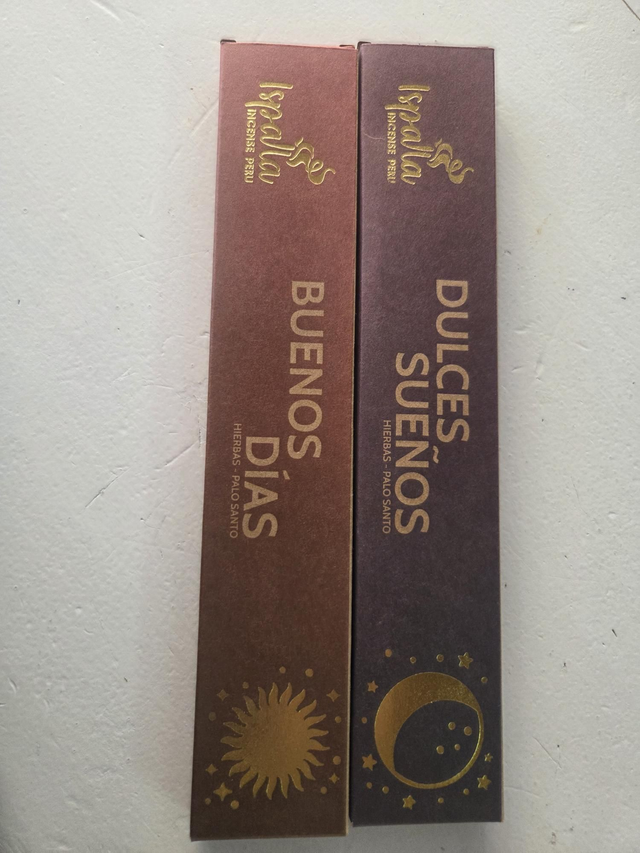 Ispalla
INCENSE PERU
BUENOS
DÍAS
HIERBAS - PALO SANTO
Ispalla
INCENSE PERU
DULCES
SUEÑOS
HIERBAS - PALO SANTO